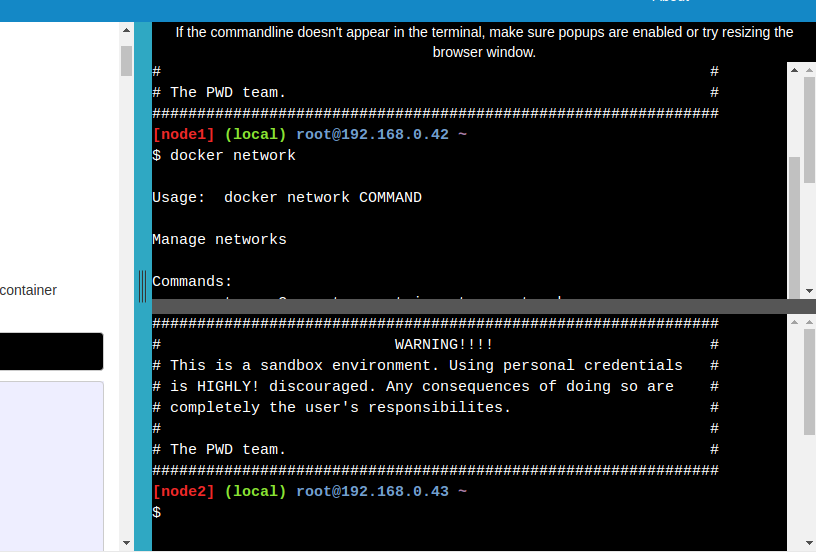 If the commandline doesn't appear in the terminal, make sure popups are enabled or try resizing the
browser window.
# #
# The PWD team. #
###############################################################
[node1] (local) root@192.168.0.42 ~
$ docker network
Usage:  docker network COMMAND
Manage networks
Commands:
container
###############################################################
# WARNING!!!! #
# This is a sandbox environment. Using personal credentials #
# is HIGHLY! discouraged. Any consequences of doing so are #
# completely the user's responsibilites. #
# #
# The PWD team. #
###############################################################
[node2] (local) root@192.168.0.43 ~
$